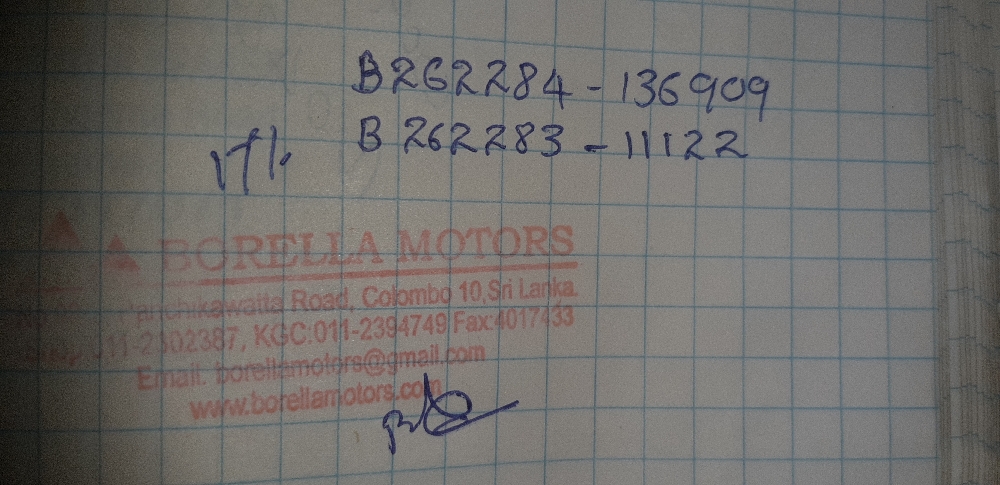 B262284 - 136909
B 262283 - 11122
BORELLA MOTORS
Panchikawatta Road, Colombo 10, Sri Lanka.
011-2302387, KGC:011-2394749 Fax:4017433
Email: borellamotors@gmail.com
www.borellamotors.com